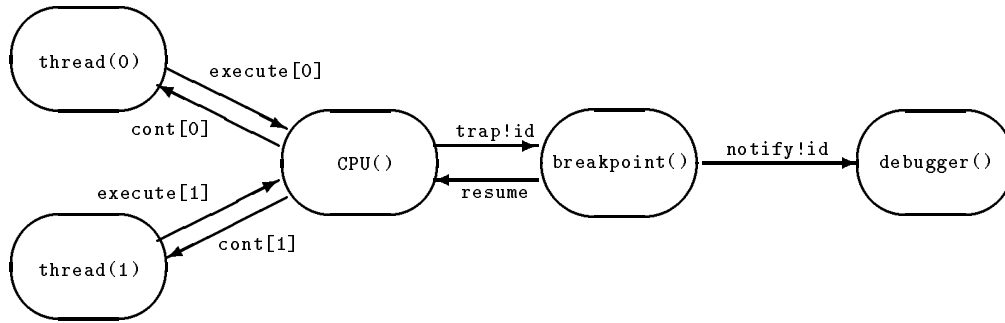 thread(0)
execute[0]
cont[0]
CPU()
trap!id
resume
breakpoint()
notify!id
debugger()
execute[1]
cont[1]
thread(1)